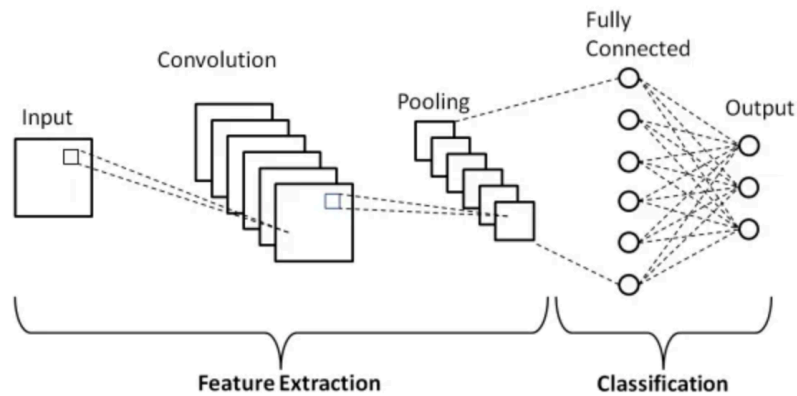 Input
Convolution
Pooling
Fully
Connected
Output
Feature Extraction
Classification